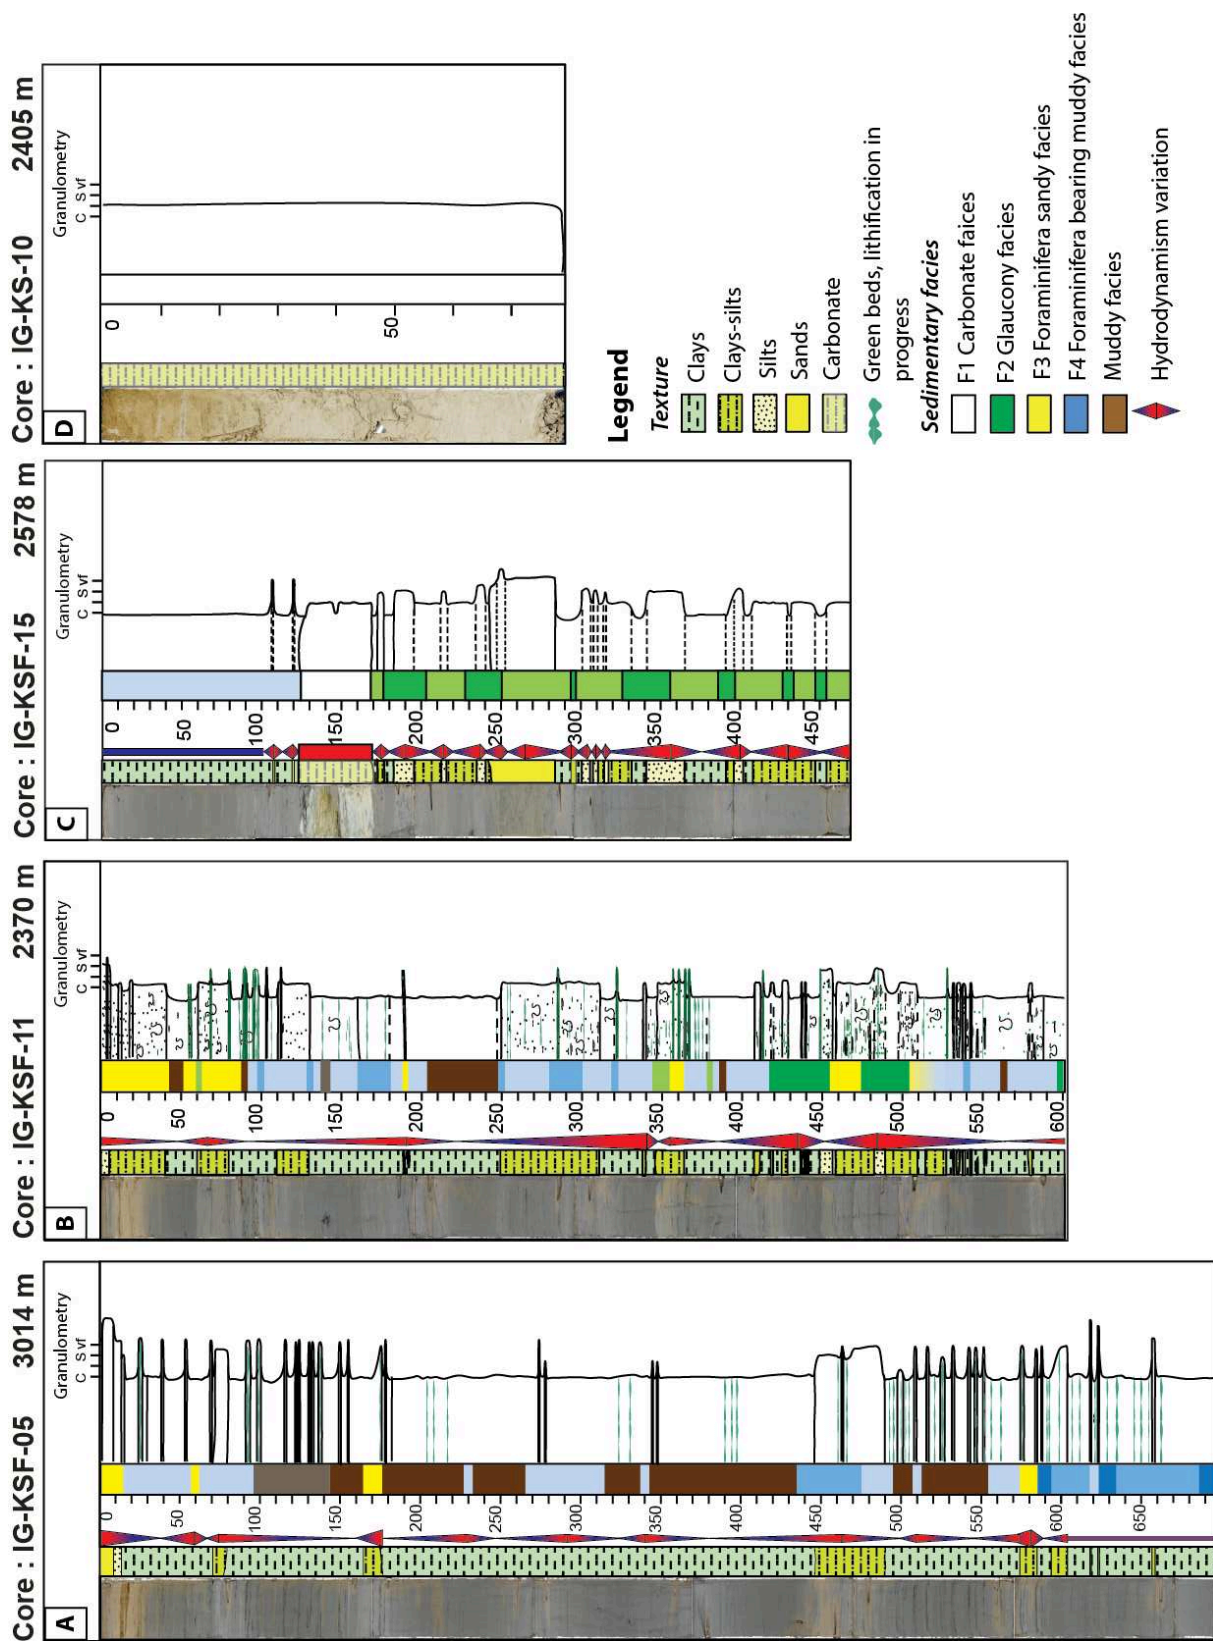 A
Core : IG-KSF-05 3014 m
Granulometry
C S vf
0
50
100
150
200
250
300
350
400
450
500
550
600
650
B
Core : IG-KSF-11 2370 m
Granulometry
C S vf
0
50
100
150
200
250
300
350
400
450
500
550
600
C
Core : IG-KSF-15 2578 m
Granulometry
C S vf
0
50
100
150
200
250
300
350
400
450
D
Core : IG-KS-10 2405 m
Granulometry
C S vf
0
50
Legend
Texture
Clays
Clays-silts
Silts
Sands
Carbonate
Green beds, lithification in
progress
Sedimentary facies
F1 Carbonate faices
F2 Glaucony facies
F3 Foraminifera sandy facies
F4 Foraminifera bearing muddy facies
Muddy facies
Hydrodynamism variation